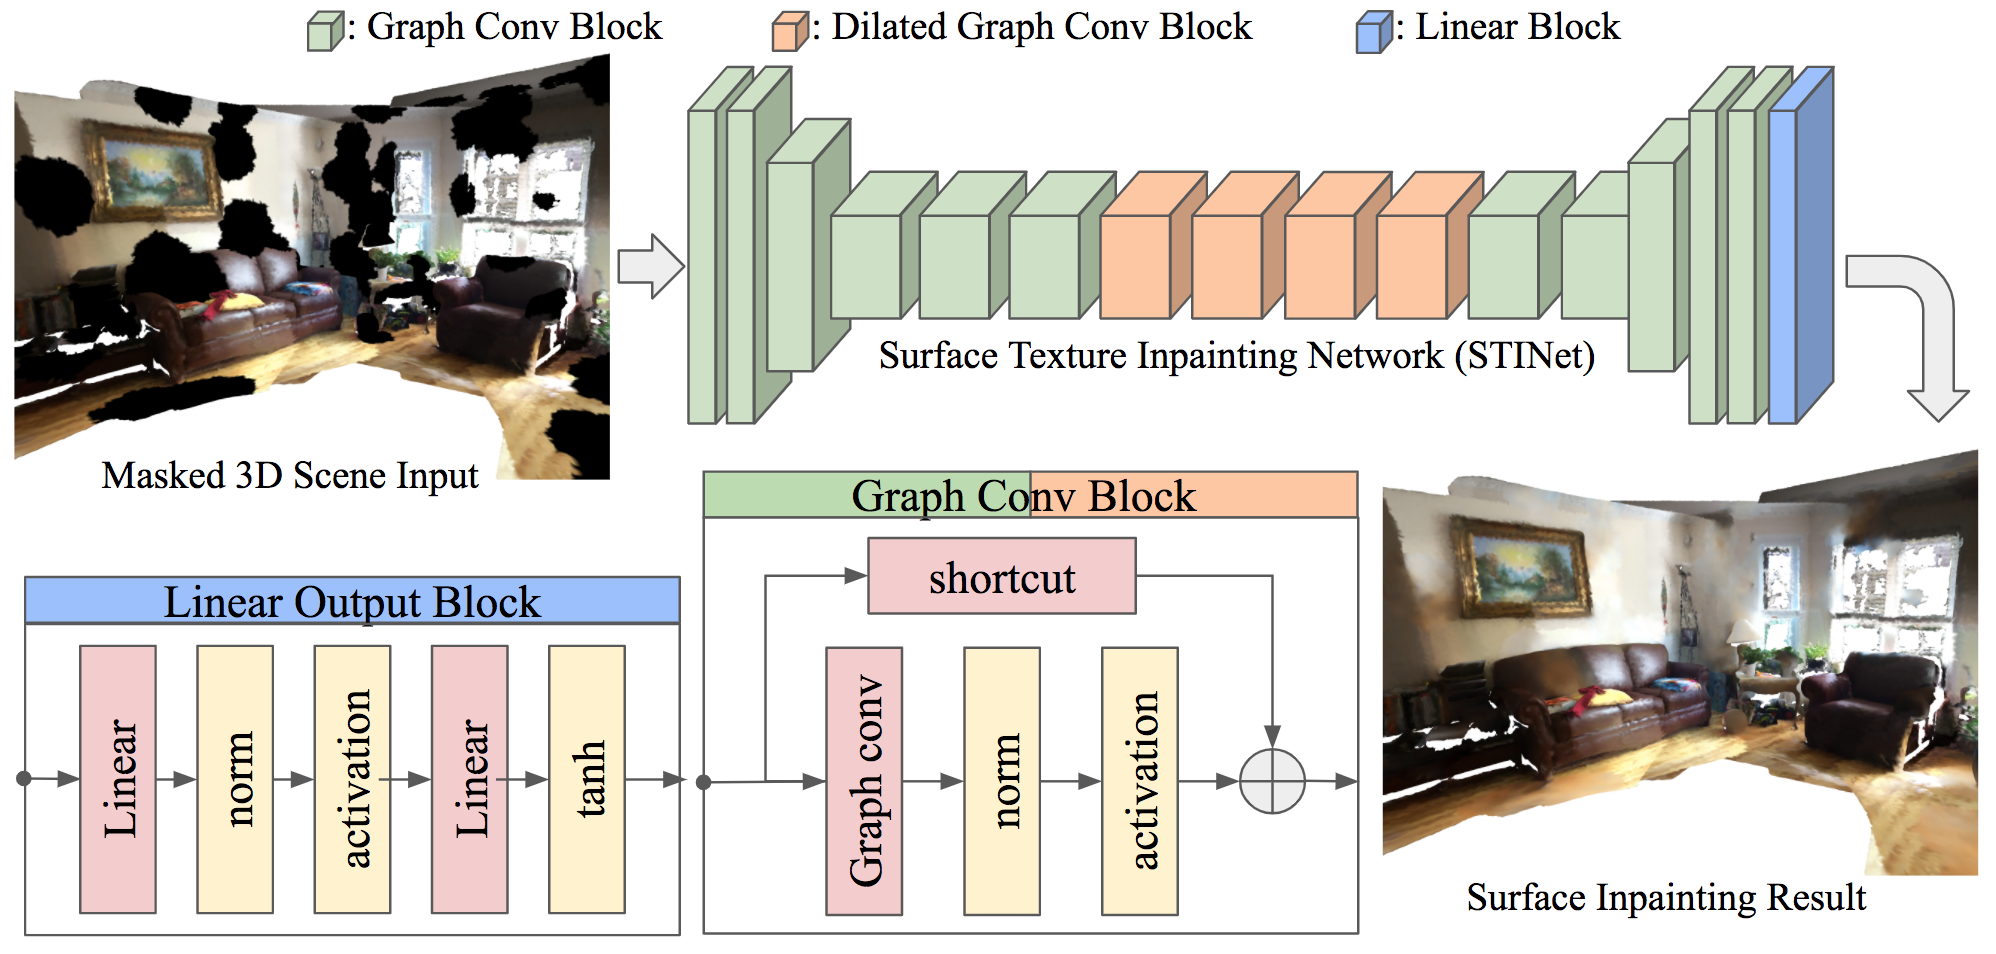 : Graph Conv Block
: Dilated Graph Conv Block
: Linear Block
Surface Texture Inpainting Network (STINet)
Masked 3D Scene Input
Graph Conv Block
shortcut
Graph conv
norm
activation
Linear Output Block
Linear
norm
activation
Linear
tanh
Surface Inpainting Result